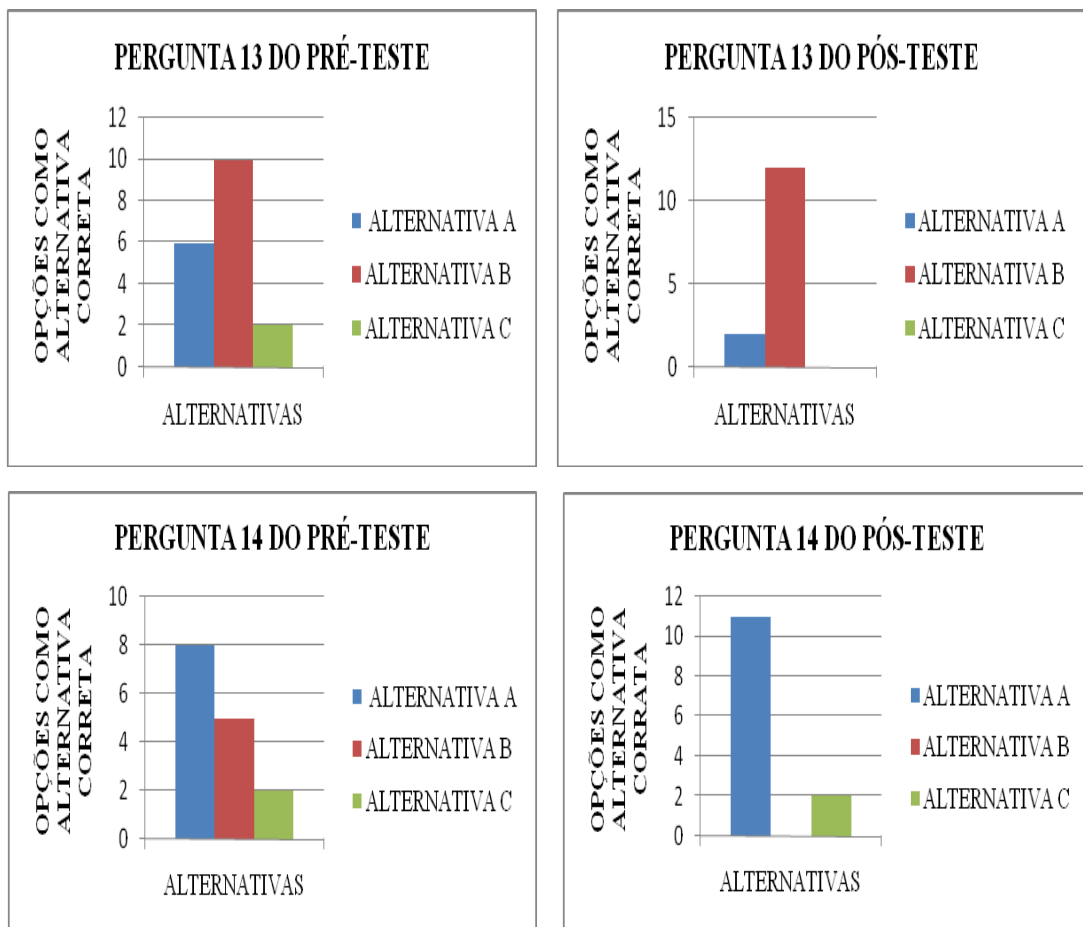 PERGUNTA 13 DO PRÉ-TESTE
OPÇÕES COMO
ALTERNATIVA
CORRETA
12
10
8
6
4
2
0
ALTERNATIVAS
ALTERNATIVA A
ALTERNATIVA B
ALTERNATIVA C
PERGUNTA 13 DO PÓS-TESTE
OPÇÕES COMO
ALTERNATIVA
CORRETA
15
10
5
0
ALTERNATIVAS
ALTERNATIVA A
ALTERNATIVA B
ALTERNATIVA C
PERGUNTA 14 DO PRÉ-TESTE
OPÇÕES COMO
ALTERNATIVA
CORRETA
10
8
6
4
2
0
ALTERNATIVAS
ALTERNATIVA A
ALTERNATIVA B
ALTERNATIVA C
PERGUNTA 14 DO PÓS-TESTE
OPÇÕES COMO
ALTERNATIVA
CORRATA
12
10
8
6
4
2
0
ALTERNATIVAS
ALTERNATIVA A
ALTERNATIVA B
ALTERNATIVA C